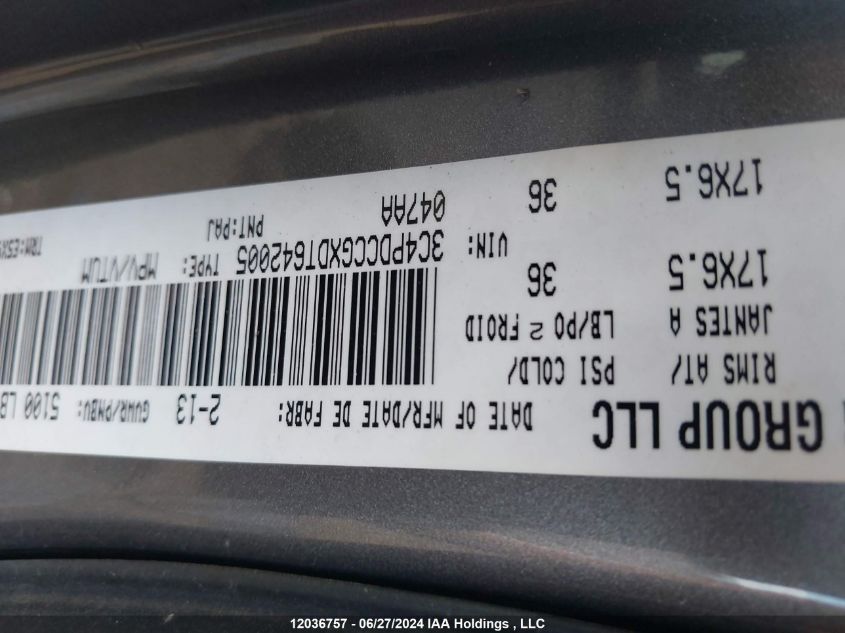 GROUP LLC DATE OF MFR/DATE DE FABR: 2-13 GVWR/PNBV: 5100 LB
RIMS AT/ PSI COLD/
JANTES A LB/PO 2 FROID
17X6.5 36 VIN: 3C4PDCCGXDT642005 TYPE: MPV/VTUM
17X6.5 36 047AA PNT:PAJ
12036757 - 06/27/2024 IAA Holdings , LLC